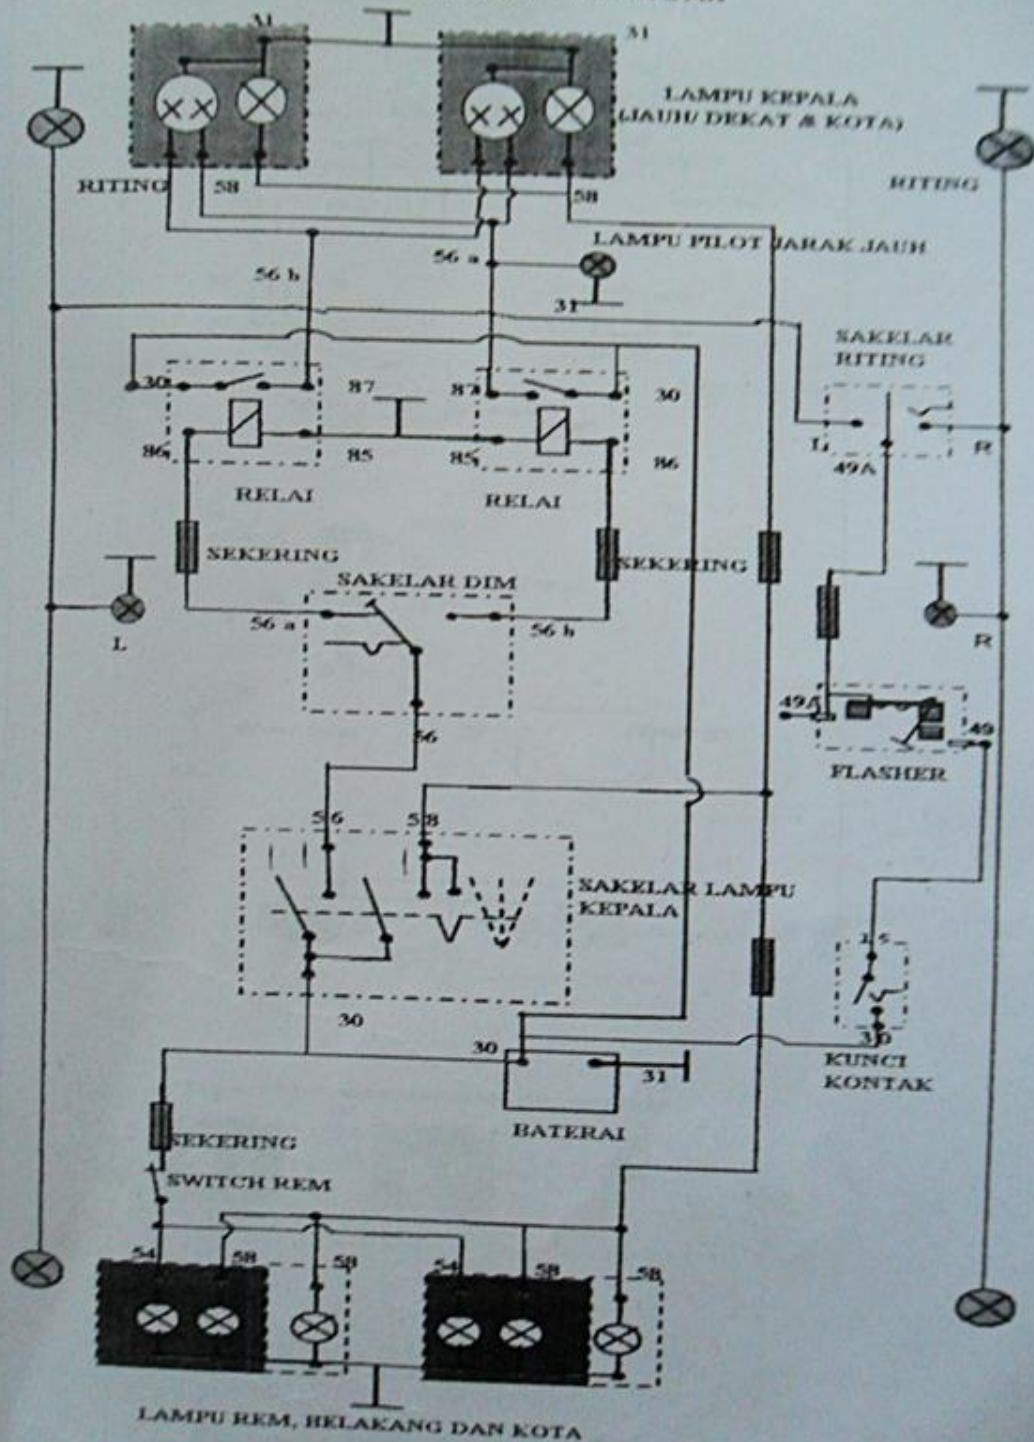 31
31
LAMPU KEPALA
(JAUH/ DEKAT & KOTA)
RITING
58
58
RITING
LAMPU PILOT JARAK JAUH
56 a
56 b
31
SAKELAR
RITING
30
87
87
30
L
R
86
85
85
86
49A
RELAI
RELAI
SEKERING
SEKERING
SAKELAR DIM
56 a
56 b
L
R
49A
49
56
FLASHER
56
58
SAKELAR LAMPU
KEPALA
15
30
30
30
31
KUNCI
KONTAK
BATERAI
SEKERING
SWITCH REM
54
58
58
54
58
58
LAMPU REM, BELAKANG DAN KOTA